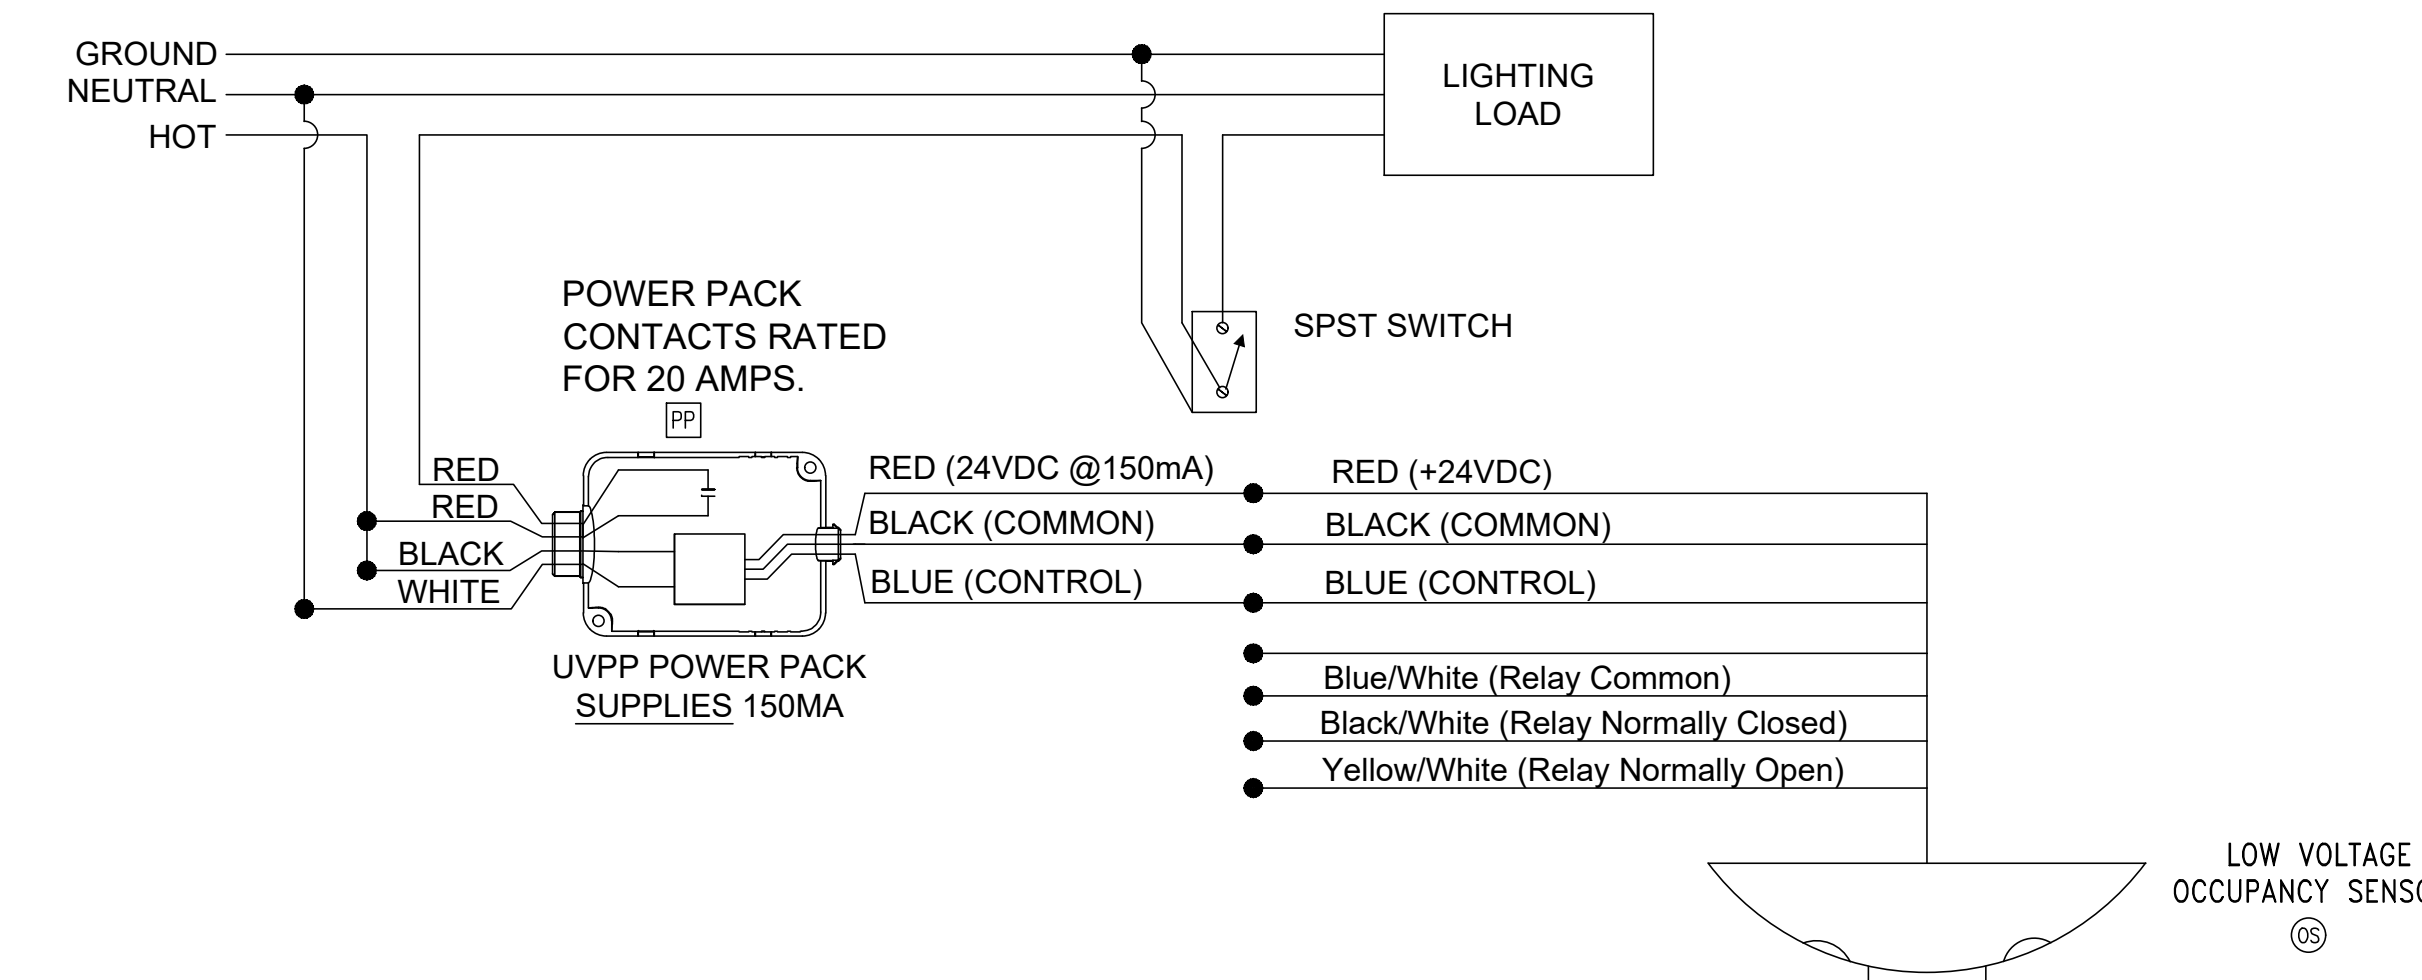 GROUND
NEUTRAL
HOT
LIGHTING
LOAD
POWER PACK
CONTACTS RATED
FOR 20 AMPS.
PP
SPST SWITCH
RED
RED
BLACK
WHITE
RED (24VDC @150mA)
BLACK (COMMON)
BLUE (CONTROL)
RED (+24VDC)
BLACK (COMMON)
BLUE (CONTROL)
UVPP POWER PACK
SUPPLIES 150MA
Blue/White (Relay Common)
Black/White (Relay Normally Closed)
Yellow/White (Relay Normally Open)
LOW VOLTAGE
OCCUPANCY
OS